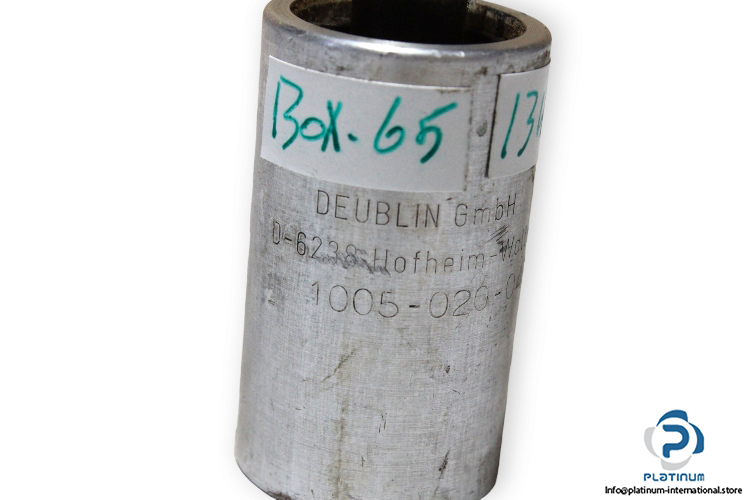 BOX. 65
DEUBLIN GmbH
D-6238 Hofheim-
1005-020-
PLATINUM
Info@platinum-international.store